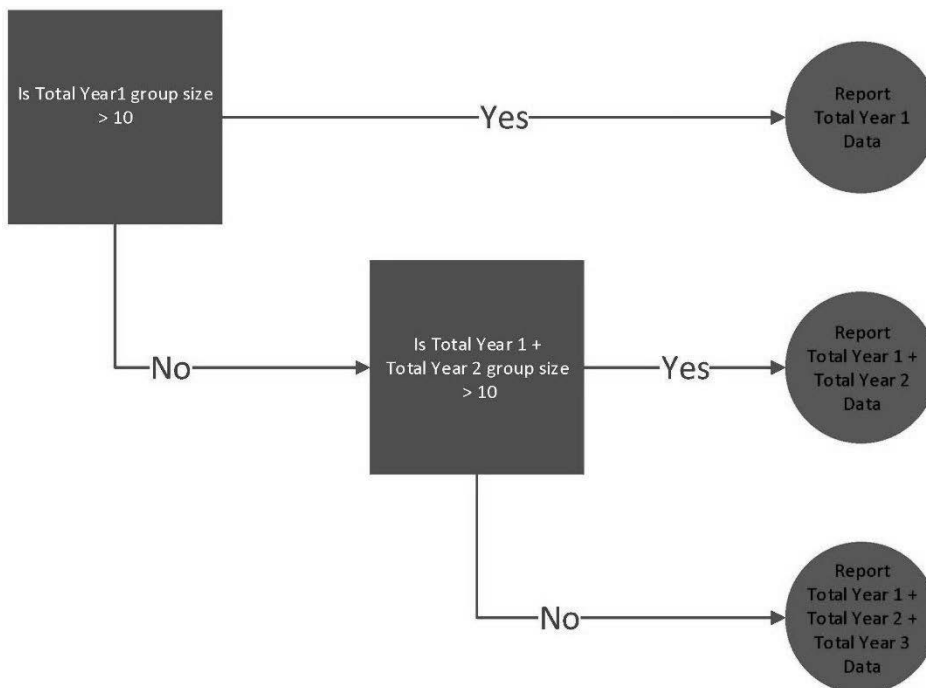 Is Total Year1 group size
> 10
Yes
Report
Total Year 1
Data
No
Is Total Year 1 +
Total Year 2 group size
> 10
Yes
Report
Total Year 1 +
Total Year 2
Data
No
Report
Total Year 1 +
Total Year 2 +
Total Year 3
Data